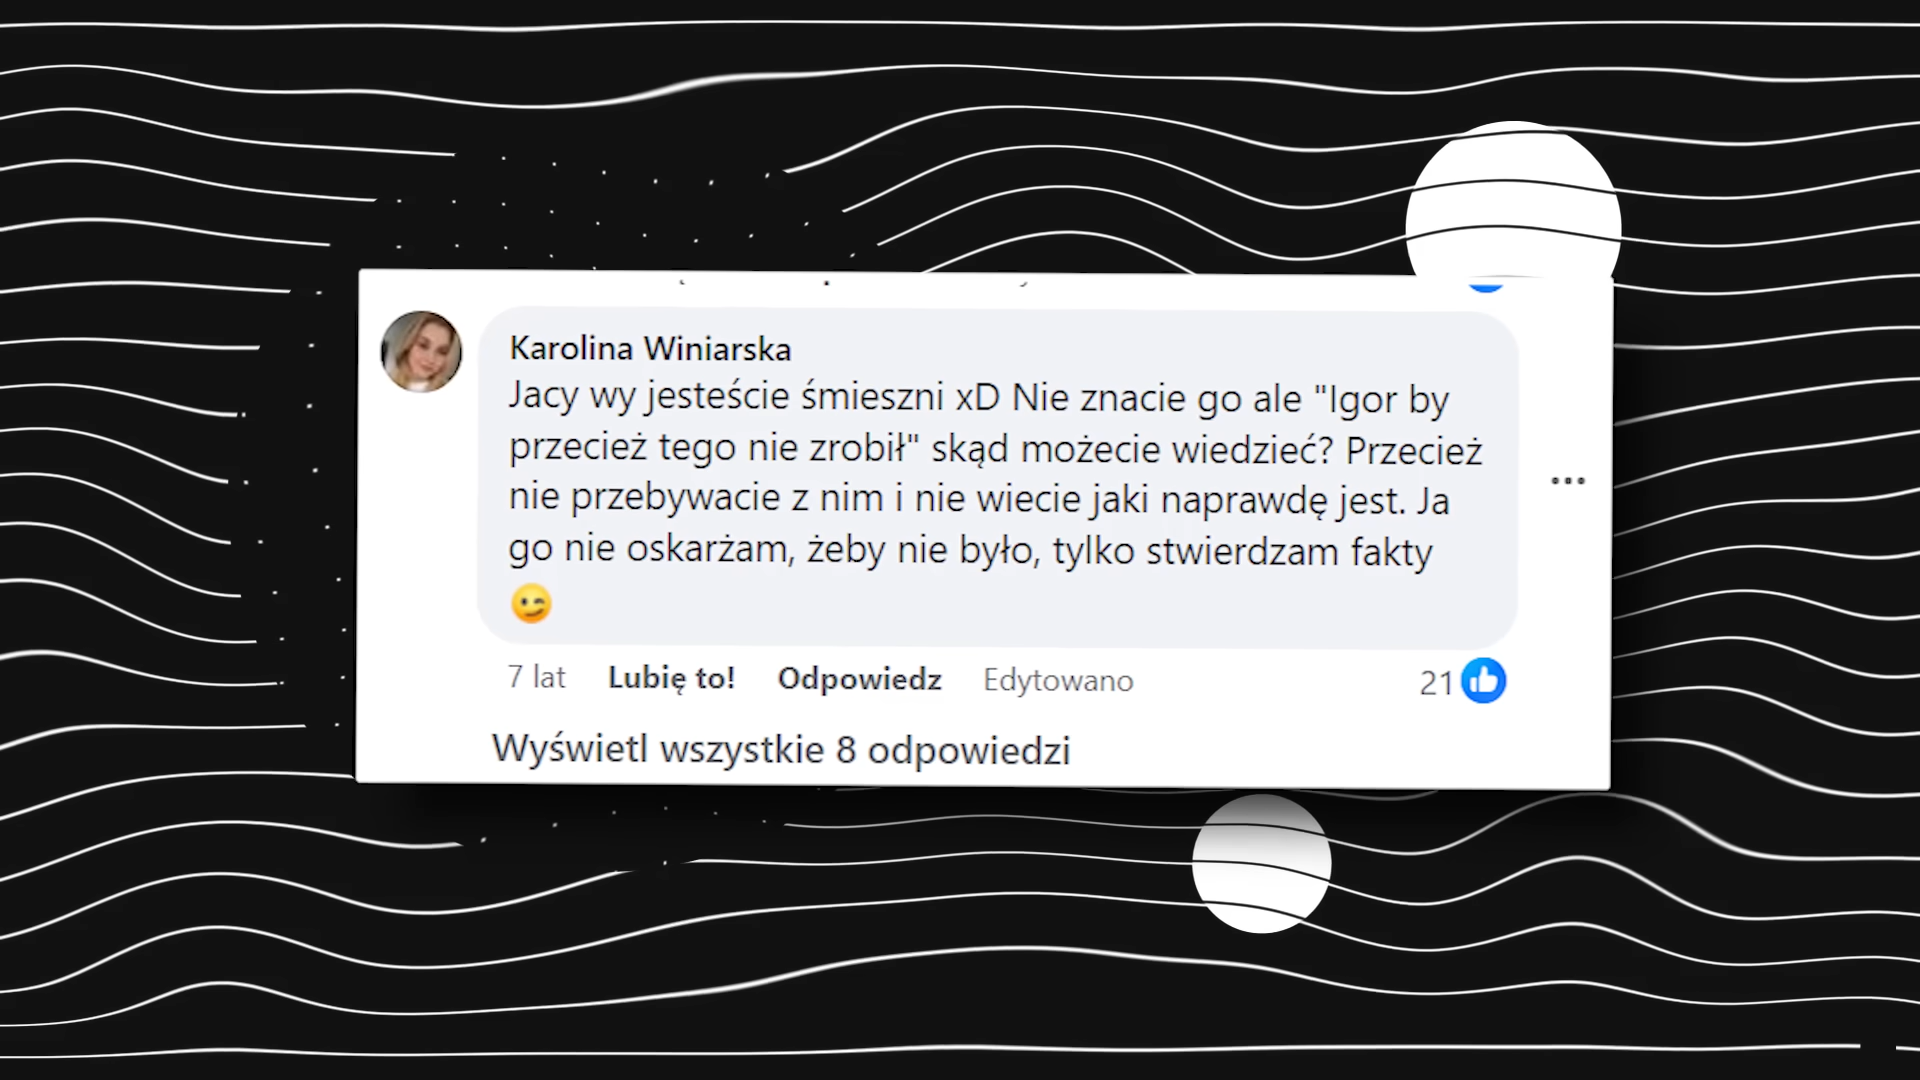 Karolina Winiarska
Jacy wy jesteście śmieszni xD Nie znacie go ale "Igor by
przecież tego nie zrobił" skąd możecie wiedzieć? Przecież
nie przebywacie z nim i nie wiecie jaki naprawdę jest. Ja
go nie oskarżam, żeby nie było, tylko stwierdzam fakty
😉
7 lat Lubię to! Odpowiedz Edytowano 21
Wyświetl wszystkie 8 odpowiedzi